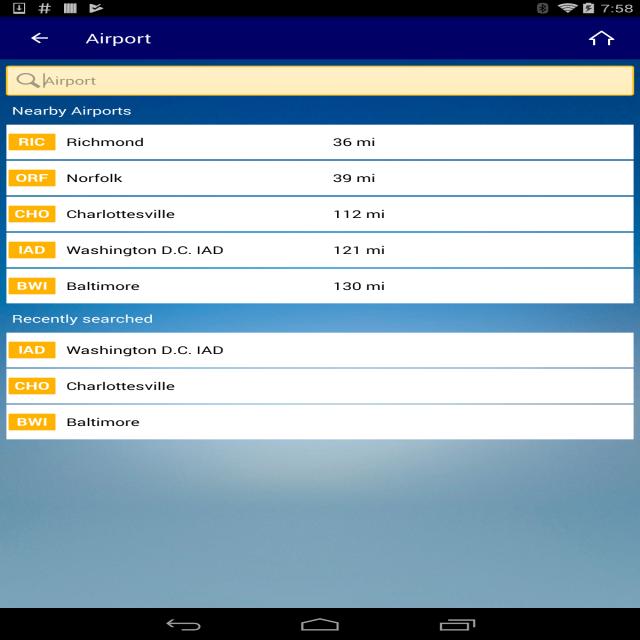 7:58
Airport
Airport
Nearby Airports
RIC Richmond 36 mi
ORF Norfolk 39 mi
CHO Charlottesville 112 mi
IAD Washington D.C. IAD 121 mi
BWI Baltimore 130 mi
Recently searched
IAD Washington D.C. IAD
CHO Charlottesville
BWI Baltimore